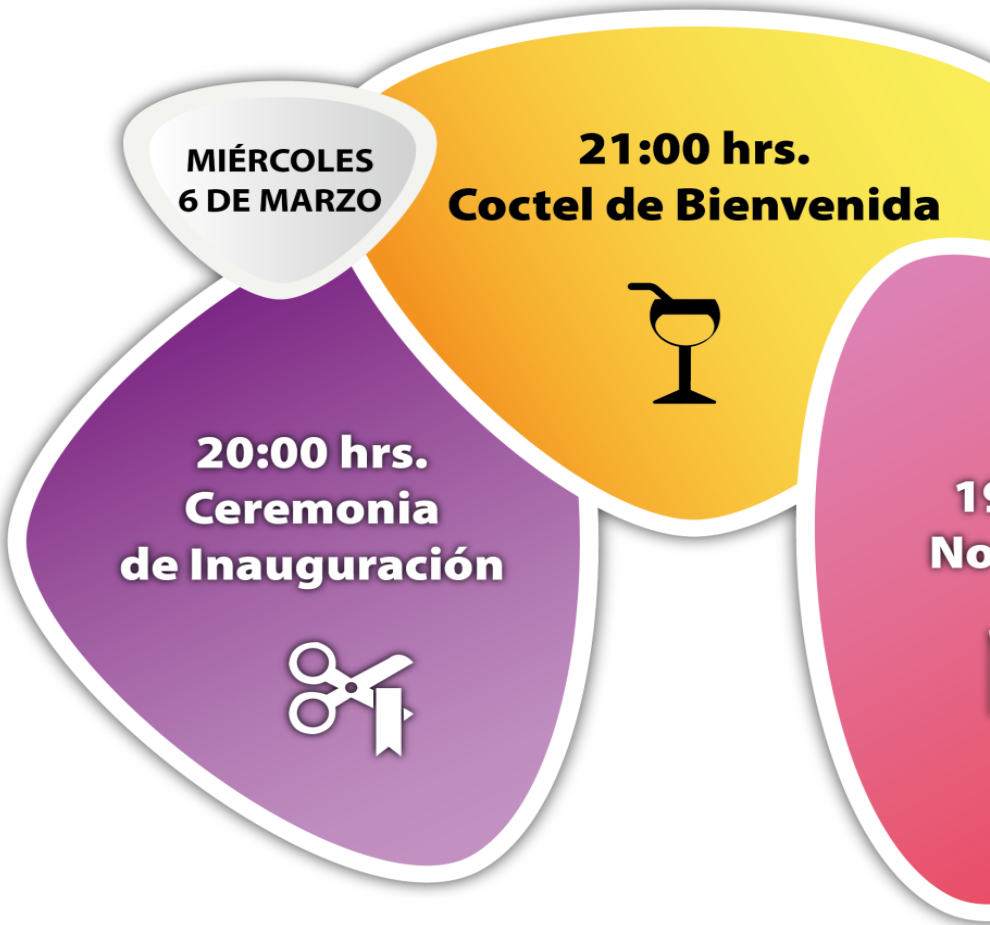 MIÉRCOLES
6 DE MARZO
21:00 hrs.
Coctel de Bienvenida
20:00 hrs.
Ceremonia
de Inauguración